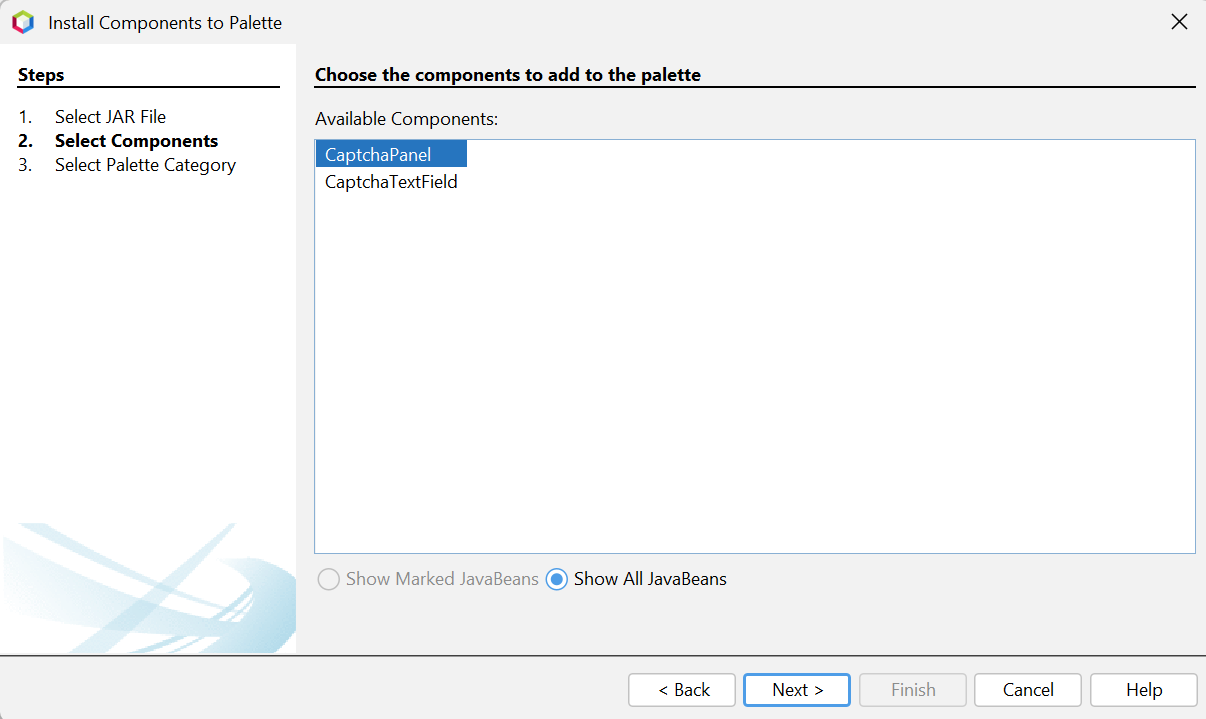 Install Components to Palette
Steps
1. Select JAR File
2. Select Components
3. Select Palette Category
Choose the components to add to the palette
Available Components:
CaptchaPanel
CaptchaTextField
Show Marked JavaBeans Show All JavaBeans
< Back Next > Finish Cancel Help